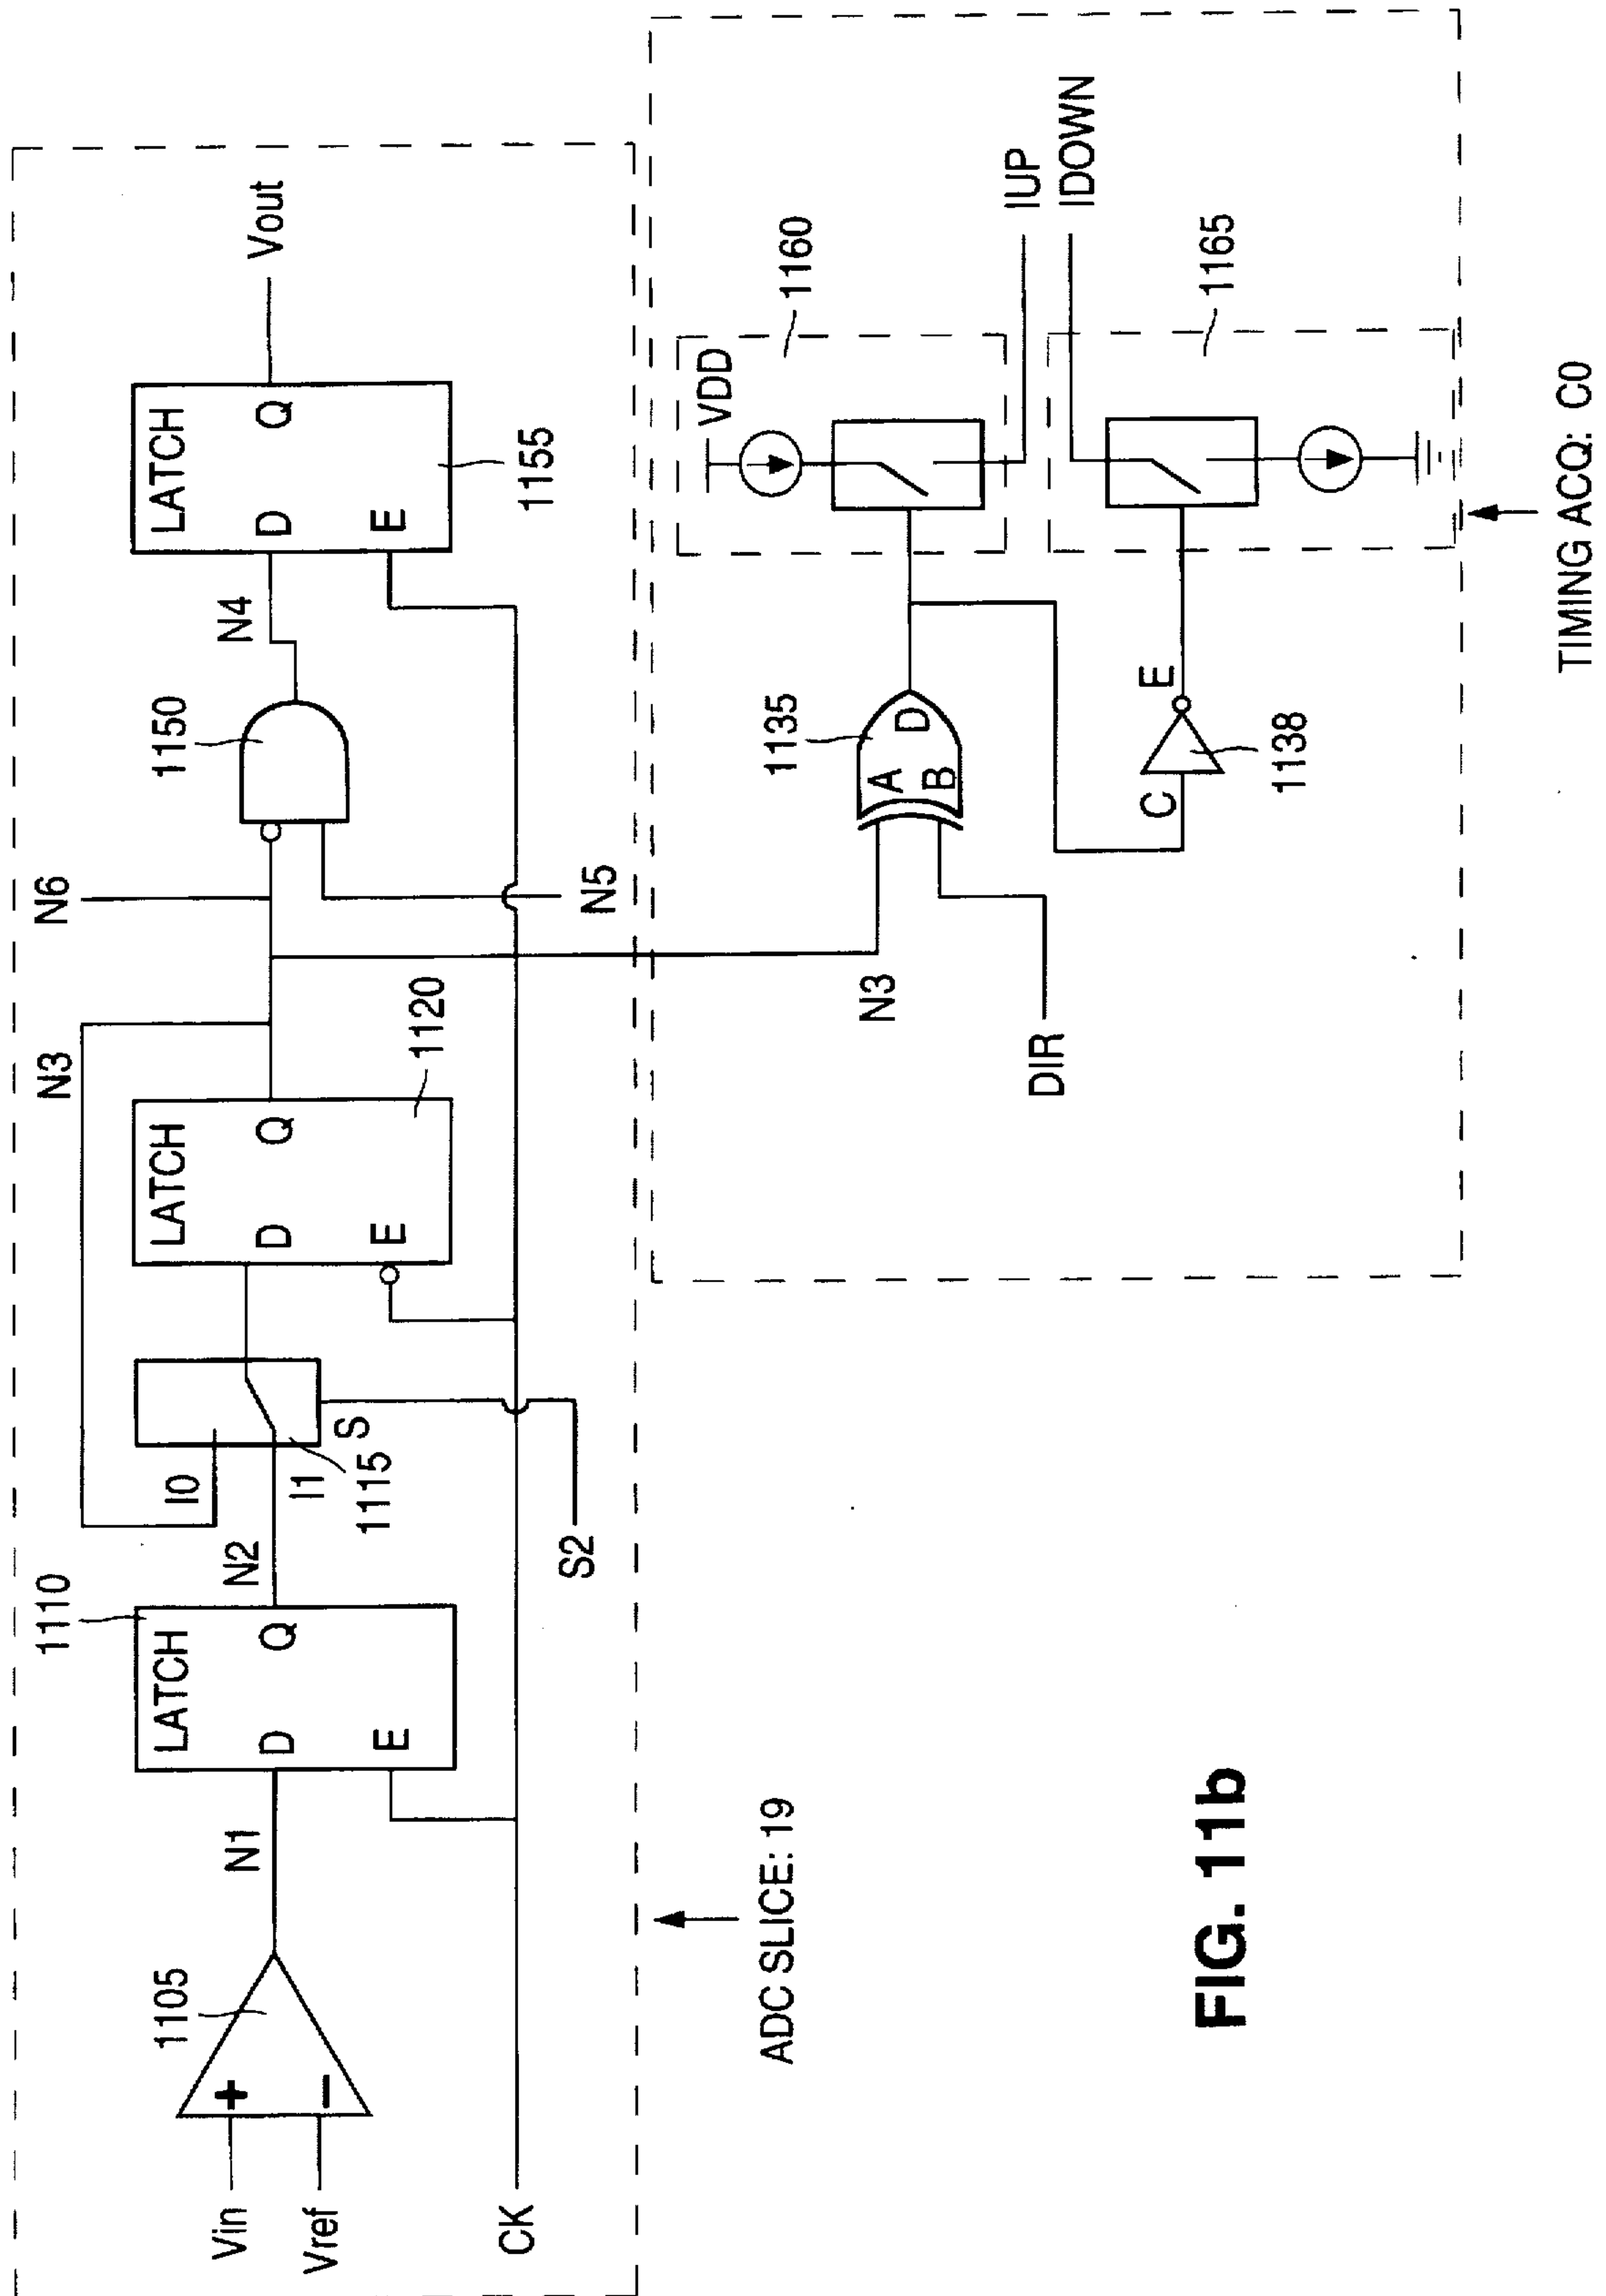 Vin
Vref
CK
+
−
1105
N1
LATCH
D
Q
E
1110
N2
I0
I1
S
1115
S2
LATCH
D
Q
E
1120
N3
N6
N5
1150
N4
LATCH
D
Q
E
1155
Vout
ADC SLICE: 19
N3
DIR
A
B
D
1135
C
E
1138
VDD
1160
IUP
IDOWN
1165
TIMING ACQ: C0
FIG. 11b